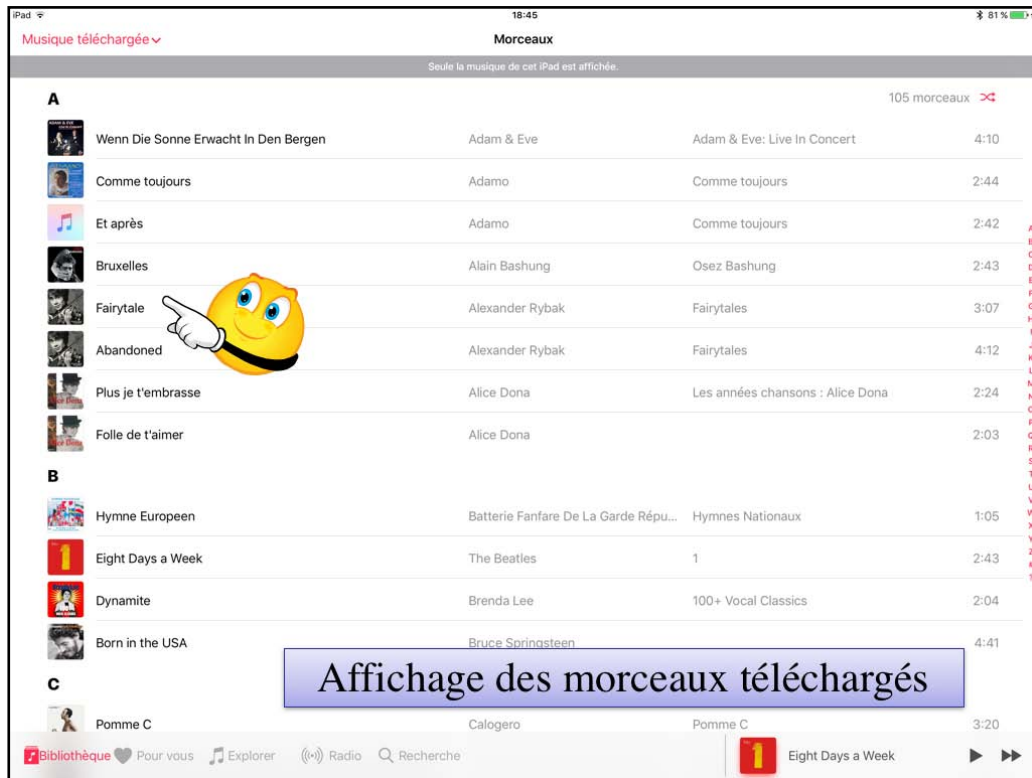 iPad 18:45 81 %
Musique téléchargée Morceaux
Seule la musique de cet iPad est affichée.
A 105 morceaux
Wenn Die Sonne Erwacht In Den Bergen Adam & Eve Adam & Eve: Live In Concert 4:10
Comme toujours Adamo Comme toujours 2:44
Et après Adamo Comme toujours 2:42
Bruxelles Alain Bashung Osez Bashung 2:43
Fairytale Alexander Rybak Fairytales 3:07
Abandoned Alexander Rybak Fairytales 4:12
Plus je t'embrasse Alice Dona Les années chansons : Alice Dona 2:24
Folle de t'aimer Alice Dona 2:03
B
Hymne Europeen Batterie Fanfare De La Garde Répu... Hymnes Nationaux 1:05
Eight Days a Week The Beatles 1 2:43
Dynamite Brenda Lee 100+ Vocal Classics 2:04
Born in the USA Bruce Springsteen 4:41
Affichage des morceaux téléchargés
C
Pomme C Calogero Pomme C 3:20
Bibliothèque Pour vous Explorer Radio Recherche Eight Days a Week